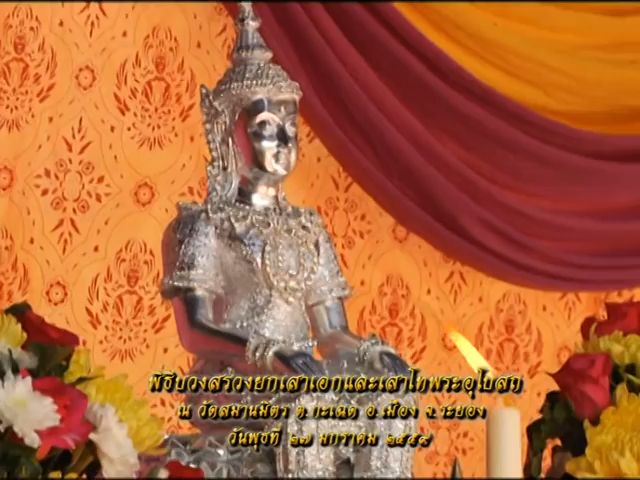 พิธีบวงสรวงยกเสาเอกและเสาโทพระอุโบสถ
ณ วัดสมานมิตร ต.กะเฉด อ.เมือง จ.ระยอง
วันพุธที่ ๒๗ มกราคม ๒๕๕๙